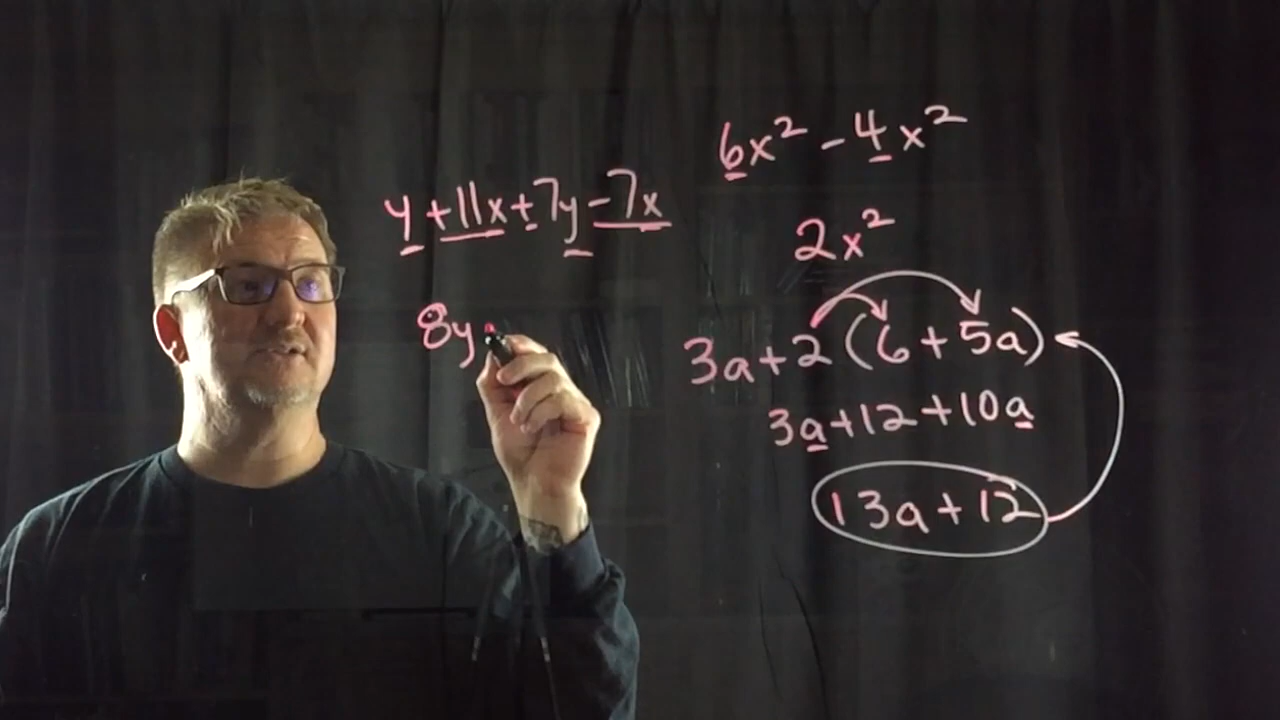 y + 11x + 7y - 7x
8y
6x² - 4x²
2x²
3a + 2(6 + 5a)
3a + 12 + 10a
13a + 12